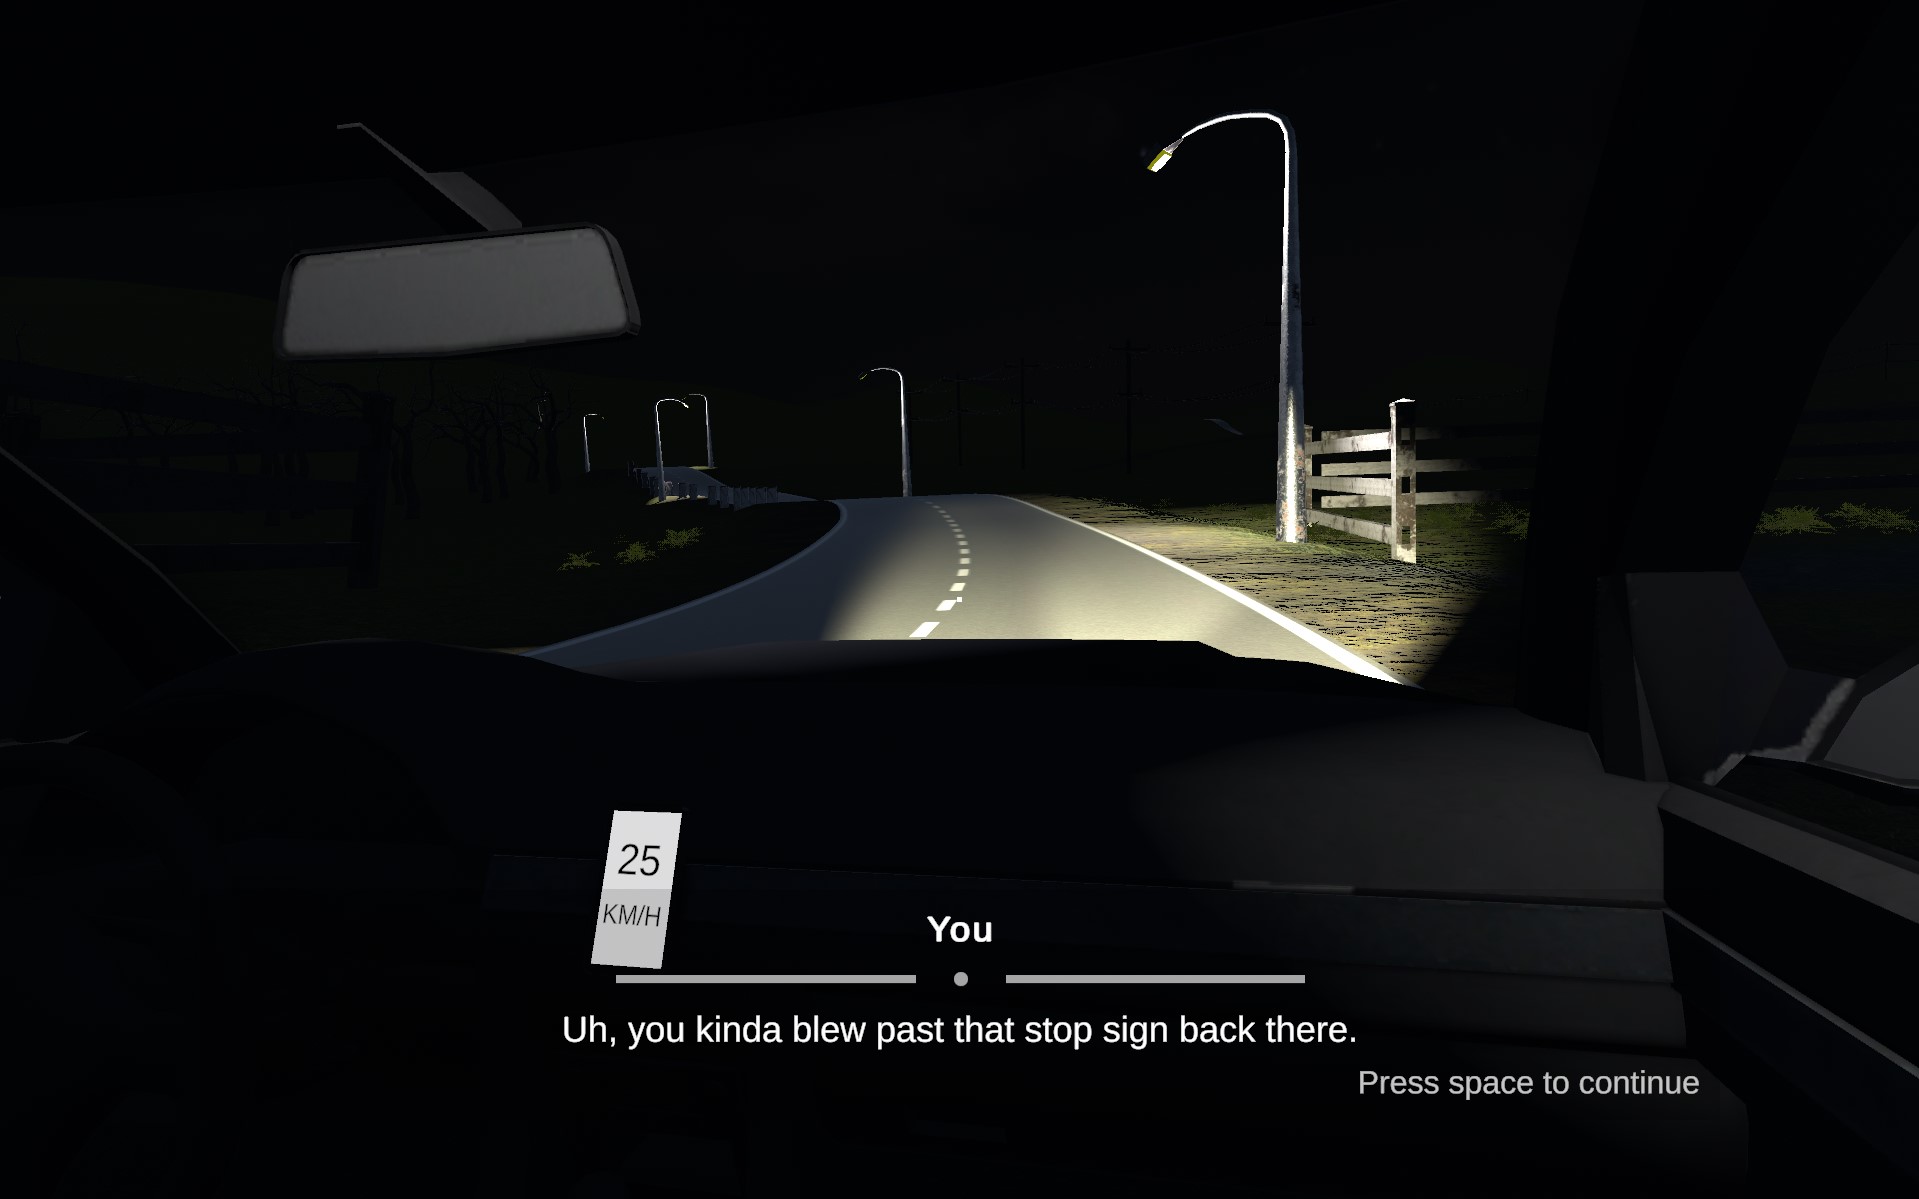 25
KM/H
You
Uh, you kinda blew past that stop sign back there.
Press space to continue